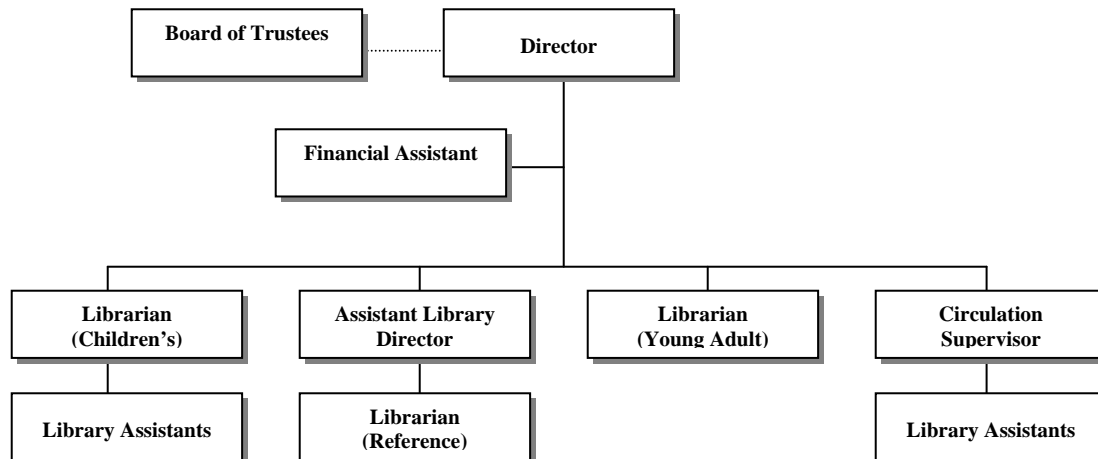 Board of Trustees
Director
Financial Assistant
Librarian
(Children's)
Assistant Library
Director
Librarian
(Young Adult)
Circulation
Supervisor
Library Assistants
Librarian
(Reference)
Library Assistants